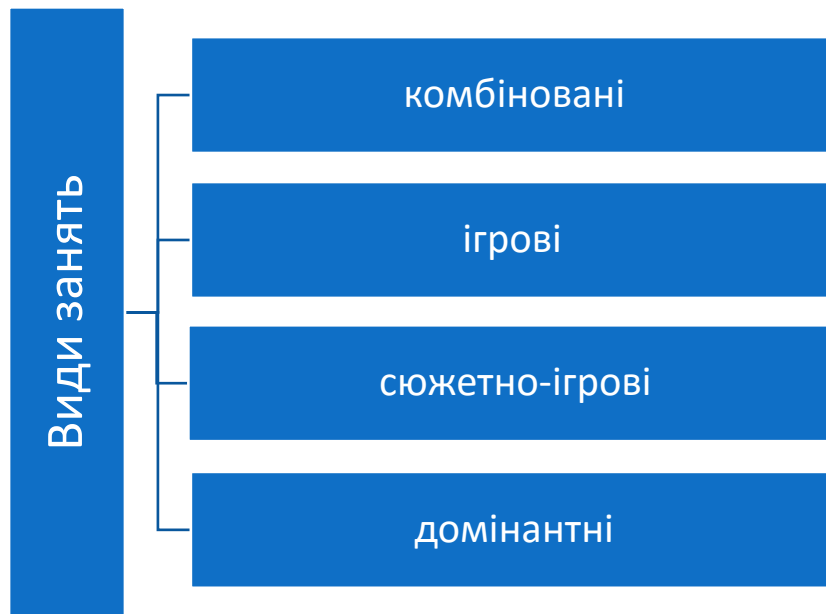 Види занять
комбіновані
ігрові
сюжетно-ігрові
домінантні